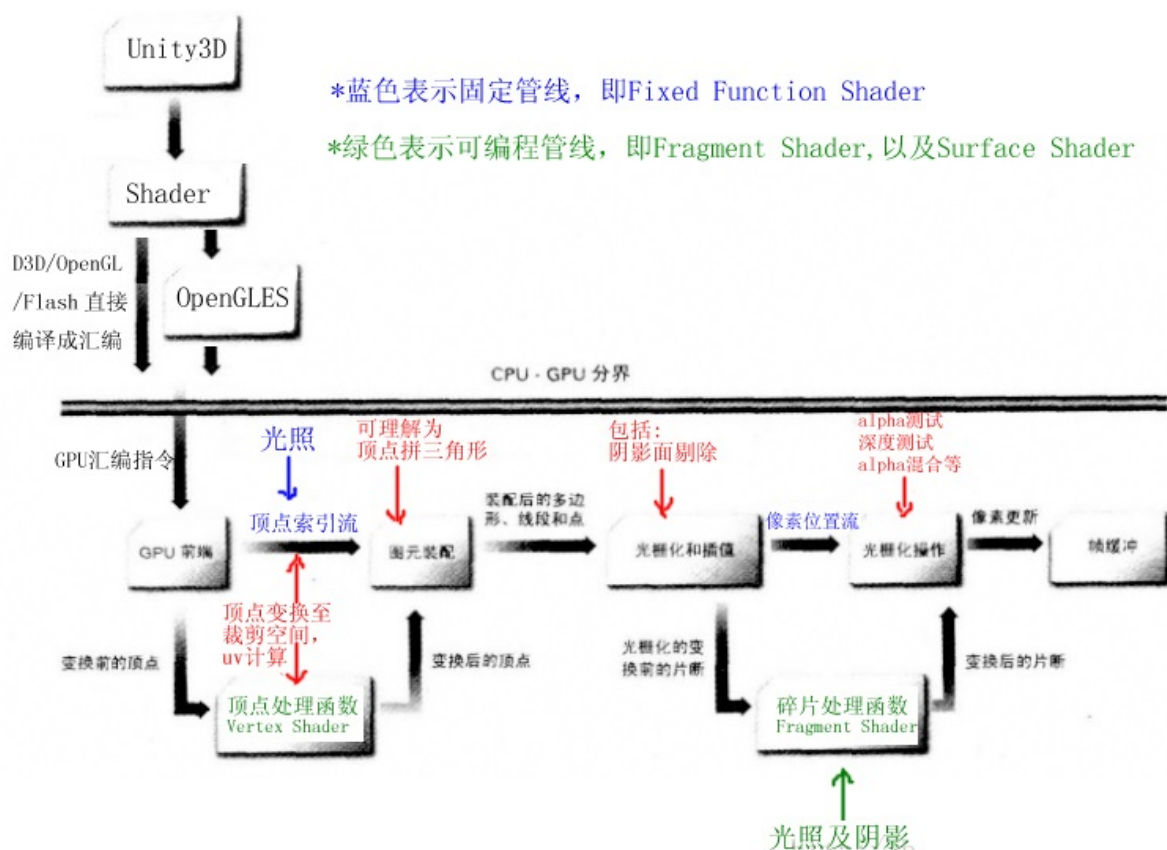 Unity3D
*蓝色表示固定管线，即Fixed Function Shader
*绿色表示可编程管线，即Fragment Shader,以及Surface Shader
Shader
D3D/OpenGL
/Flash 直接
编译成汇编
OpenGLES
CPU - GPU 分界
GPU汇编指令
光照
可理解为
顶点拼三角形
包括:
阴影面剔除
alpha测试
深度测试
alpha混合等
GPU 前端
顶点索引流
图元装配
装配后的多边
形、线段和点
光栅化和插值
像素位置流
光栅化操作
像素更新
帧缓冲
变换前的顶点
顶点变换至
裁剪空间，
uv计算
变换后的顶点
光栅化的变
换前的片断
变换后的片断
顶点处理函数
Vertex Shader
碎片处理函数
Fragment Shader
光照及阴影